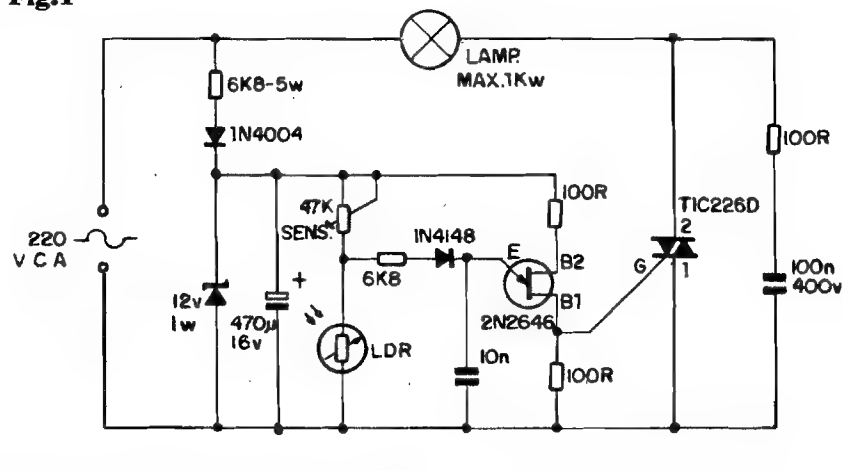 Fig.1
LAMP.
MAX.1Kw
6K8-5w
1N4004
100R
47K
SENS.
100R
TIC226D
1N4148
2
220
V C A
E
B2
G
1
6K8
100n
400v
12v
1w
+
470µ
16v
B1
2N2646
LDR
10n
100R